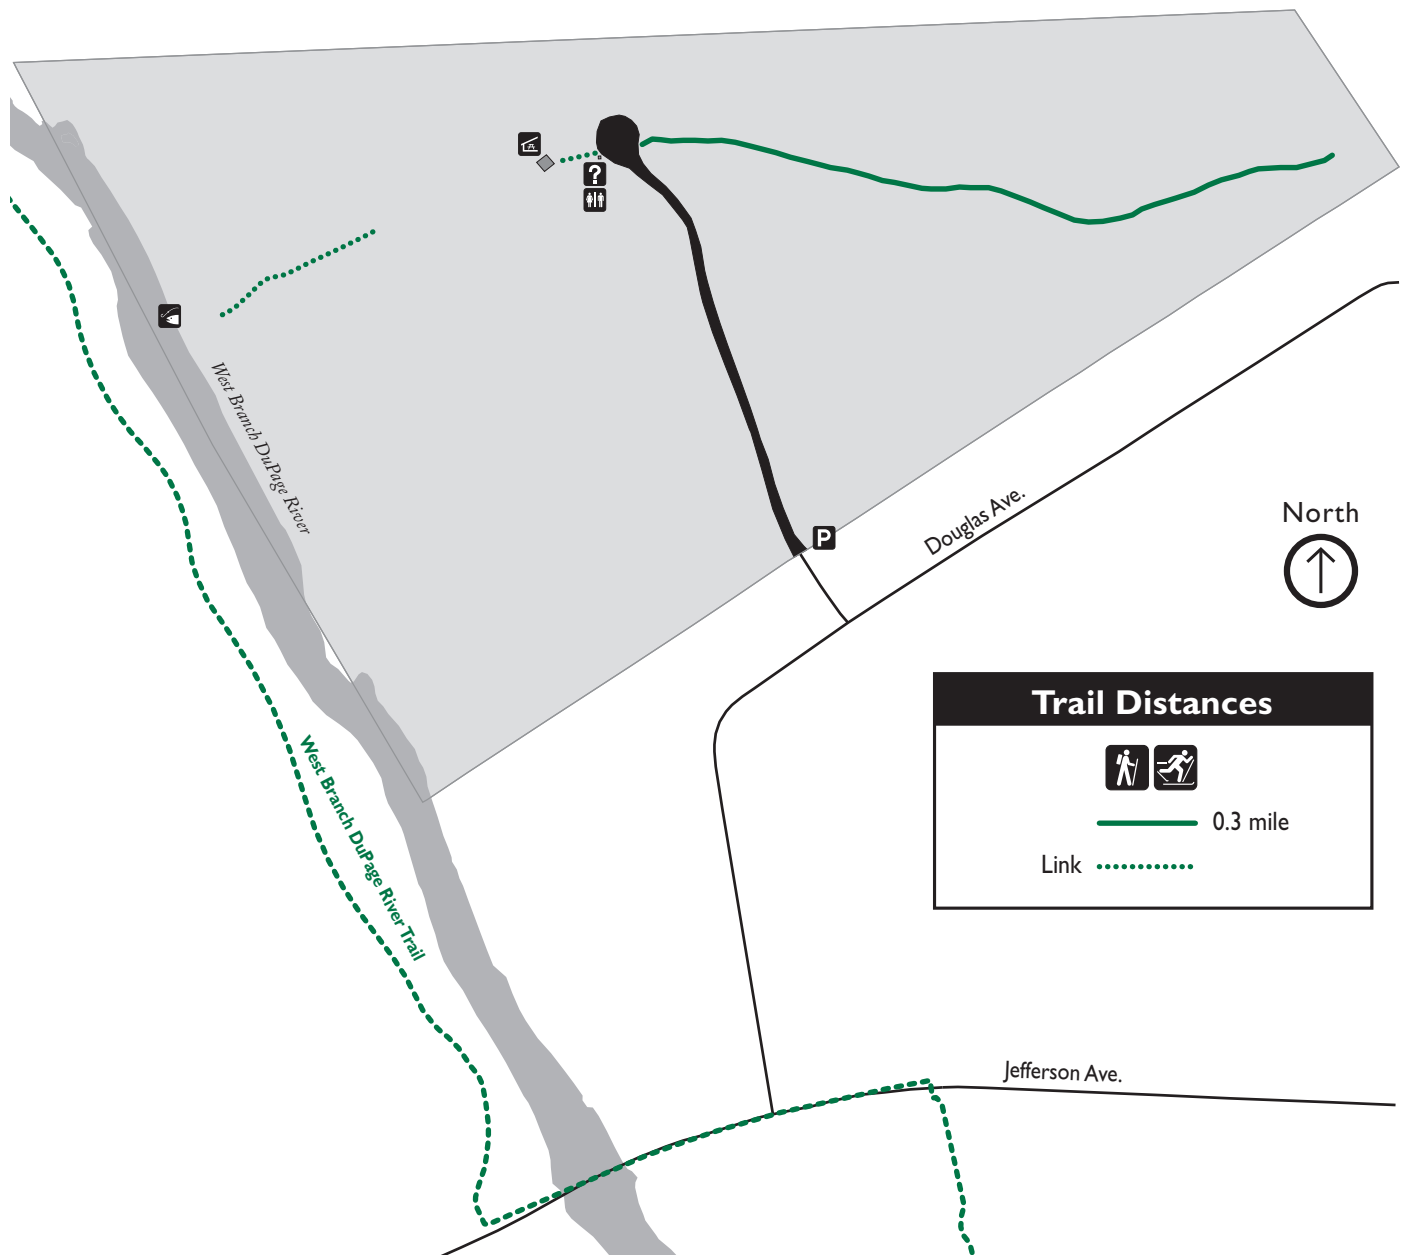 ?
West Branch DuPage River
P
Douglas Ave.
North
Trail Distances
0.3 mile
Link
West Branch DuPage River Trail
Jefferson Ave.